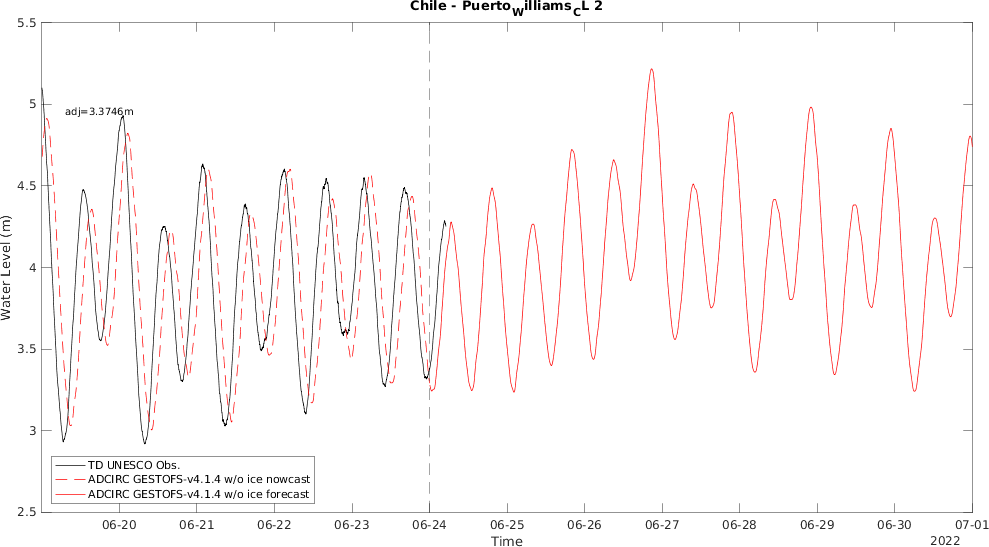 Chile - PuertoWilliamsCL 2
5.5
5
4.5
4
3.5
3
2.5
Water Level (m)
adj=3.3746m
TD UNESCO Obs.
ADCIRC GESTOFS-v4.1.4 w/o ice nowcast
ADCIRC GESTOFS-v4.1.4 w/o ice forecast
06-20 06-21 06-22 06-23 06-24 06-25 06-26 06-27 06-28 06-29 06-30 07-01
Time
2022